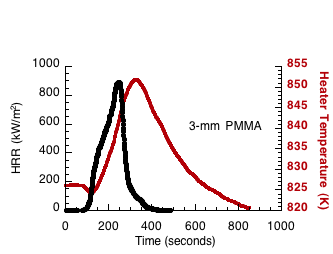 1000
800
600
400
200
0
HRR (kW/m²)
855
850
845
840
835
830
825
820
Heater Temperature (K)
3-mm PMMA
0 200 400 600 800 1000
Time (seconds)